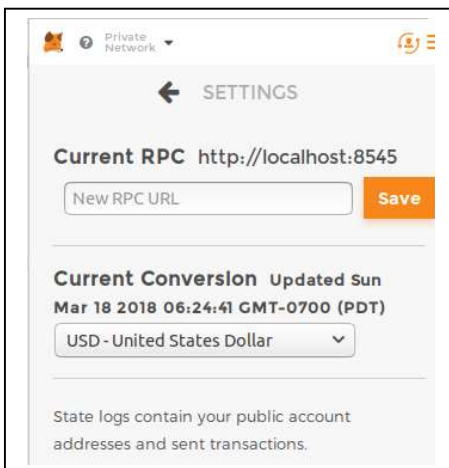 Private
Network
SETTINGS
Current RPC http://localhost:8545
New RPC URL
Save
Current Conversion Updated Sun
Mar 18 2018 06:24:41 GMT-0700 (PDT)
USD - United States Dollar
State logs contain your public account
addresses and sent transactions.